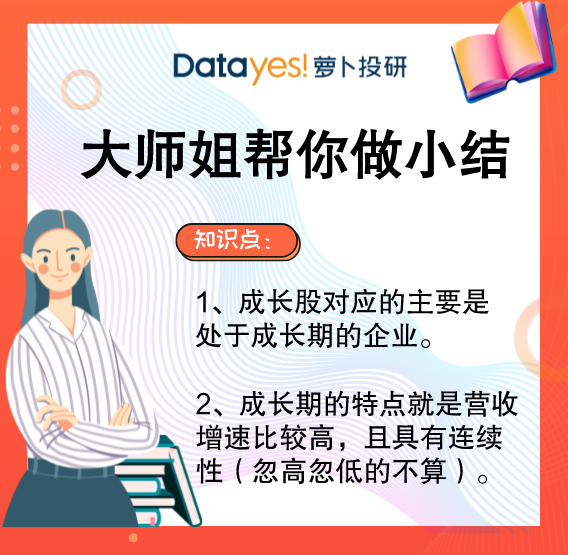 Datayes! 萝卜投研
大师姐帮你做小结
知识点：
1、成长股对应的主要是
处于成长期的企业。
2、成长期的特点就是营收
增速比较高，且具有连续
性（忽高忽低的不算）。